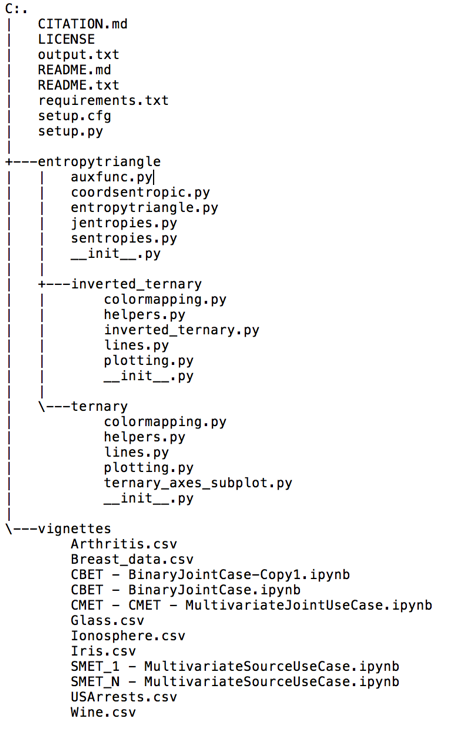 C:.
|    CITATION.md
|    LICENSE
|    output.txt
|    README.md
|    README.txt
|    requirements.txt
|    setup.cfg
|    setup.py
|
+---entropytriangle
|   |    auxfunc.py
|   |    coordsentropic.py
|   |    entropytriangle.py
|   |    jentropies.py
|   |    sentropies.py
|   |    __init__.py
|   |
|   +---inverted_ternary
|   |        colormapping.py
|   |        helpers.py
|   |        inverted_ternary.py
|   |        lines.py
|   |        plotting.py
|   |        __init__.py
|   |
|   \---ternary
|            colormapping.py
|            helpers.py
|            lines.py
|            plotting.py
|            ternary_axes_subplot.py
|            __init__.py
|
\---vignettes
        Arthritis.csv
        Breast_data.csv
        CBET - BinaryJointCase-Copy1.ipynb
        CBET - BinaryJointCase.ipynb
        CMET - CMET - MultivariateJointUseCase.ipynb
        Glass.csv
        Ionosphere.csv
        Iris.csv
        SMET_1 - MultivariateSourceUseCase.ipynb
        SMET_N - MultivariateSourceUseCase.ipynb
        USArrests.csv
        Wine.csv